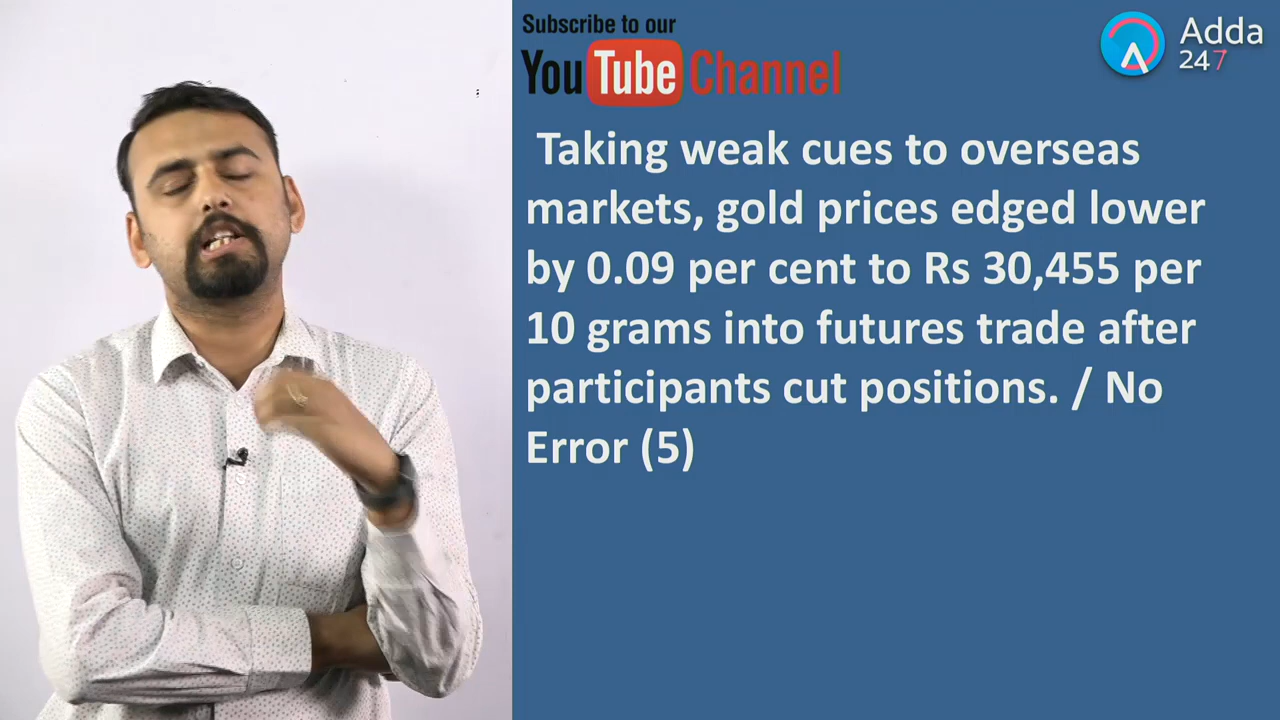 Subscribe to our
YouTube Channel
Adda
247
Taking weak cues to overseas
markets, gold prices edged lower
by 0.09 per cent to Rs 30,455 per
10 grams into futures trade after
participants cut positions. / No
Error (5)